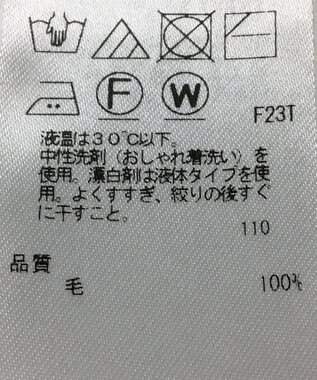 F
W
F23T
液温は30℃以下。
中性洗剤（おしゃれ着洗い）を
使用。漂白剤は液体タイプを使
用。よくすすぎ、絞りの後すぐ
に干すこと。
110
品質
毛 100%